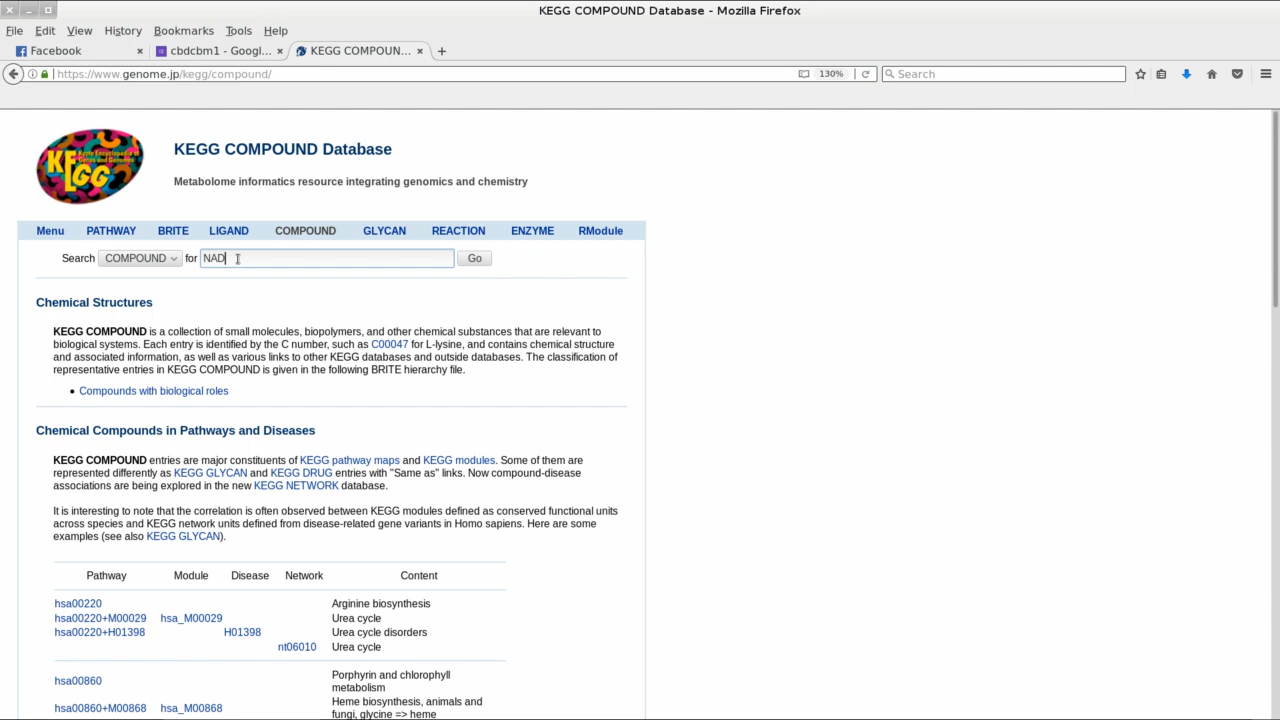 KEGG COMPOUND Database - Mozilla Firefox
File Edit View History Bookmarks Tools Help
Facebook × cbdcbm1 - Googl... × KEGG COMPOUN... × +
https://www.genome.jp/kegg/compound/ 130% Search
KEGG
KEGG COMPOUND Database
Metabolome informatics resource integrating genomics and chemistry
Menu PATHWAY BRITE LIGAND COMPOUND GLYCAN REACTION ENZYME RModule
Search COMPOUND for NAD Go
Chemical Structures
KEGG COMPOUND is a collection of small molecules, biopolymers, and other chemical substances that are relevant to
biological systems. Each entry is identified by the C number, such as C00047 for L-lysine, and contains chemical structure
and associated information, as well as various links to other KEGG databases and outside databases. The classification of
representative entries in KEGG COMPOUND is given in the following BRITE hierarchy file.
• Compounds with biological roles
Chemical Compounds in Pathways and Diseases
KEGG COMPOUND entries are major constituents of KEGG pathway maps and KEGG modules. Some of them are
represented differently as KEGG GLYCAN and KEGG DRUG entries with "Same as" links. Now compound-disease
associations are being explored in the new KEGG NETWORK database.
It is interesting to note that the correlation is often observed between KEGG modules defined as conserved functional units
across species and KEGG network units defined from disease-related gene variants in Homo sapiens. Here are some
examples (see also KEGG GLYCAN).
Pathway Module Disease Network Content
hsa00220 Arginine biosynthesis
hsa00220+M00029 hsa_M00029 Urea cycle
hsa00220+H01398 H01398 Urea cycle disorders
nt06010 Urea cycle
hsa00860 Porphyrin and chlorophyll
metabolism
hsa00860+M00868 hsa_M00868 Heme biosynthesis, animals and
fungi, glycine => heme